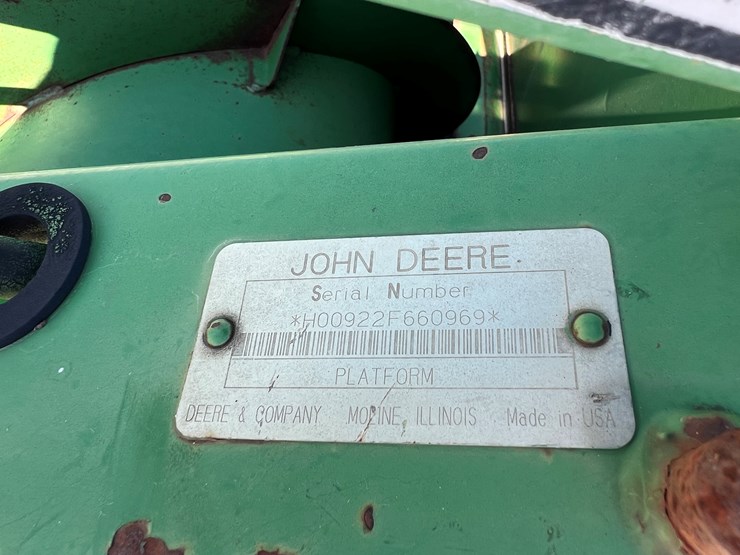 JOHN DEERE
Serial Number
*H00922F660969*
PLATFORM
DEERE & COMPANY MOLINE, ILLINOIS Made in USA